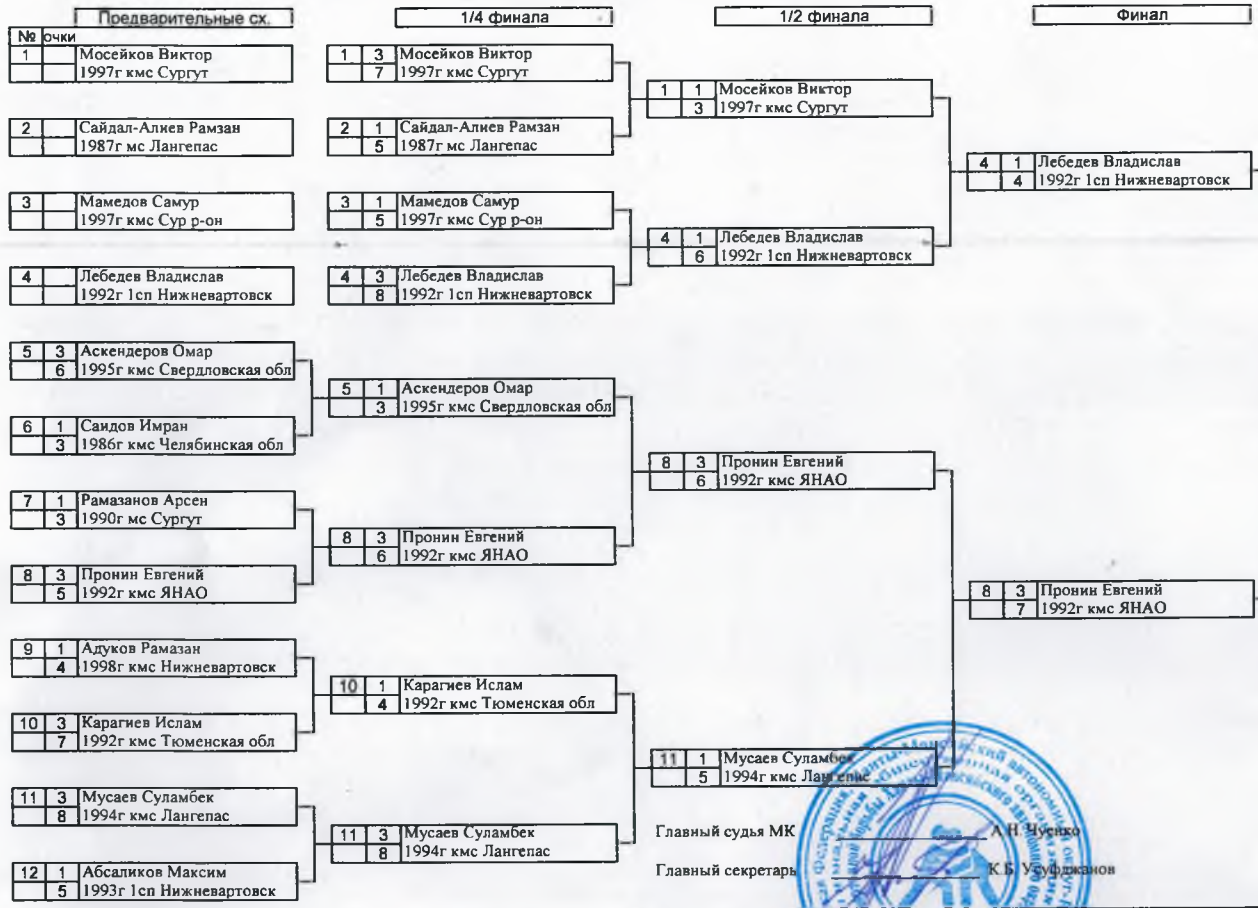 Предварительные сх.
1/4 финала
1/2 финала
Финал
№ очки
1 Мосейков Виктор
1997г кмс Сургут
2 Сайдал-Алиев Рамзан
1987г мс Лангепас
3 Мамедов Самур
1997г кмс Сур р-он
4 Лебедев Владислав
1992г 1сп Нижневартовск
5 3 Аскендеров Омар
6 1995г кмс Свердловская обл
6 1 Саидов Имран
3 1986г кмс Челябинская обл
7 1 Рамазанов Арсен
3 1990г мс Сургут
8 3 Пронин Евгений
5 1992г кмс ЯНАО
9 1 Адуков Рамазан
4 1998г кмс Нижневартовск
10 3 Карагиев Ислам
7 1992г кмс Тюменская обл
11 3 Мусаев Суламбек
8 1994г кмс Лангепас
12 1 Абсаликов Максим
5 1993г 1сп Нижневартовск
1 3 Мосейков Виктор
7 1997г кмс Сургут
2 1 Сайдал-Алиев Рамзан
5 1987г мс Лангепас
3 1 Мамедов Самур
5 1997г кмс Сур р-он
4 3 Лебедев Владислав
8 1992г 1сп Нижневартовск
5 1 Аскендеров Омар
3 1995г кмс Свердловская обл
8 3 Пронин Евгений
6 1992г кмс ЯНАО
10 1 Карагиев Ислам
4 1992г кмс Тюменская обл
11 3 Мусаев Суламбек
8 1994г кмс Лангепас
1 1 Мосейков Виктор
3 1997г кмс Сургут
4 1 Лебедев Владислав
6 1992г 1сп Нижневартовск
8 3 Пронин Евгений
6 1992г кмс ЯНАО
11 1 Мусаев Суламбек
5 1994г кмс Лангепас
4 1 Лебедев Владислав
4 1992г 1сп Нижневартовск
8 3 Пронин Евгений
7 1992г кмс ЯНАО
Главный судья МК А.Н. Чуенко
Главный секретарь К.Б. Усуфджанов